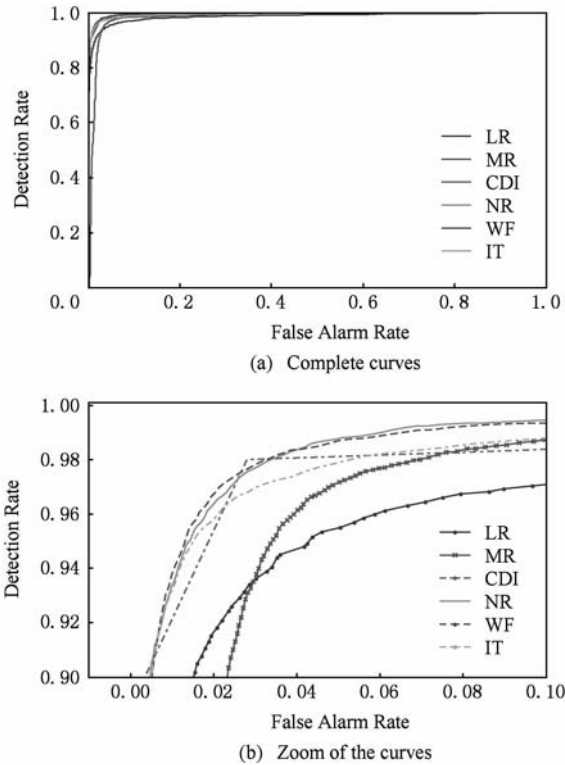 1. 0
0. 8
0. 6
0. 4
0. 2
0. 0
Detection Rate
LR
MR
CDI
NR
WF
IT
0. 2
0. 4
0. 6
0. 8
1. 0
False Alarm Rate
(a) Complete curves
1. 00
0. 98
0. 96
0. 94
0. 92
0. 90
Detection Rate
LR
MR
CDI
NR
WF
IT
0. 00
0. 02
0. 04
0. 06
0. 08
0. 10
False Alarm Rate
(b) Zoom of the curves